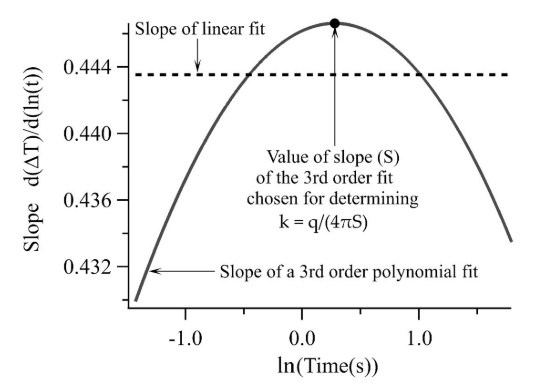 Slope of linear fit
0.444
0.440
0.436
0.432
Slope d(ΔT)/d(ln(t))
Value of slope (S)
of the 3rd order fit
chosen for determining
k = q/(4πS)
Slope of a 3rd order polynomial fit
-1.0
0.0
1.0
ln(Time(s))